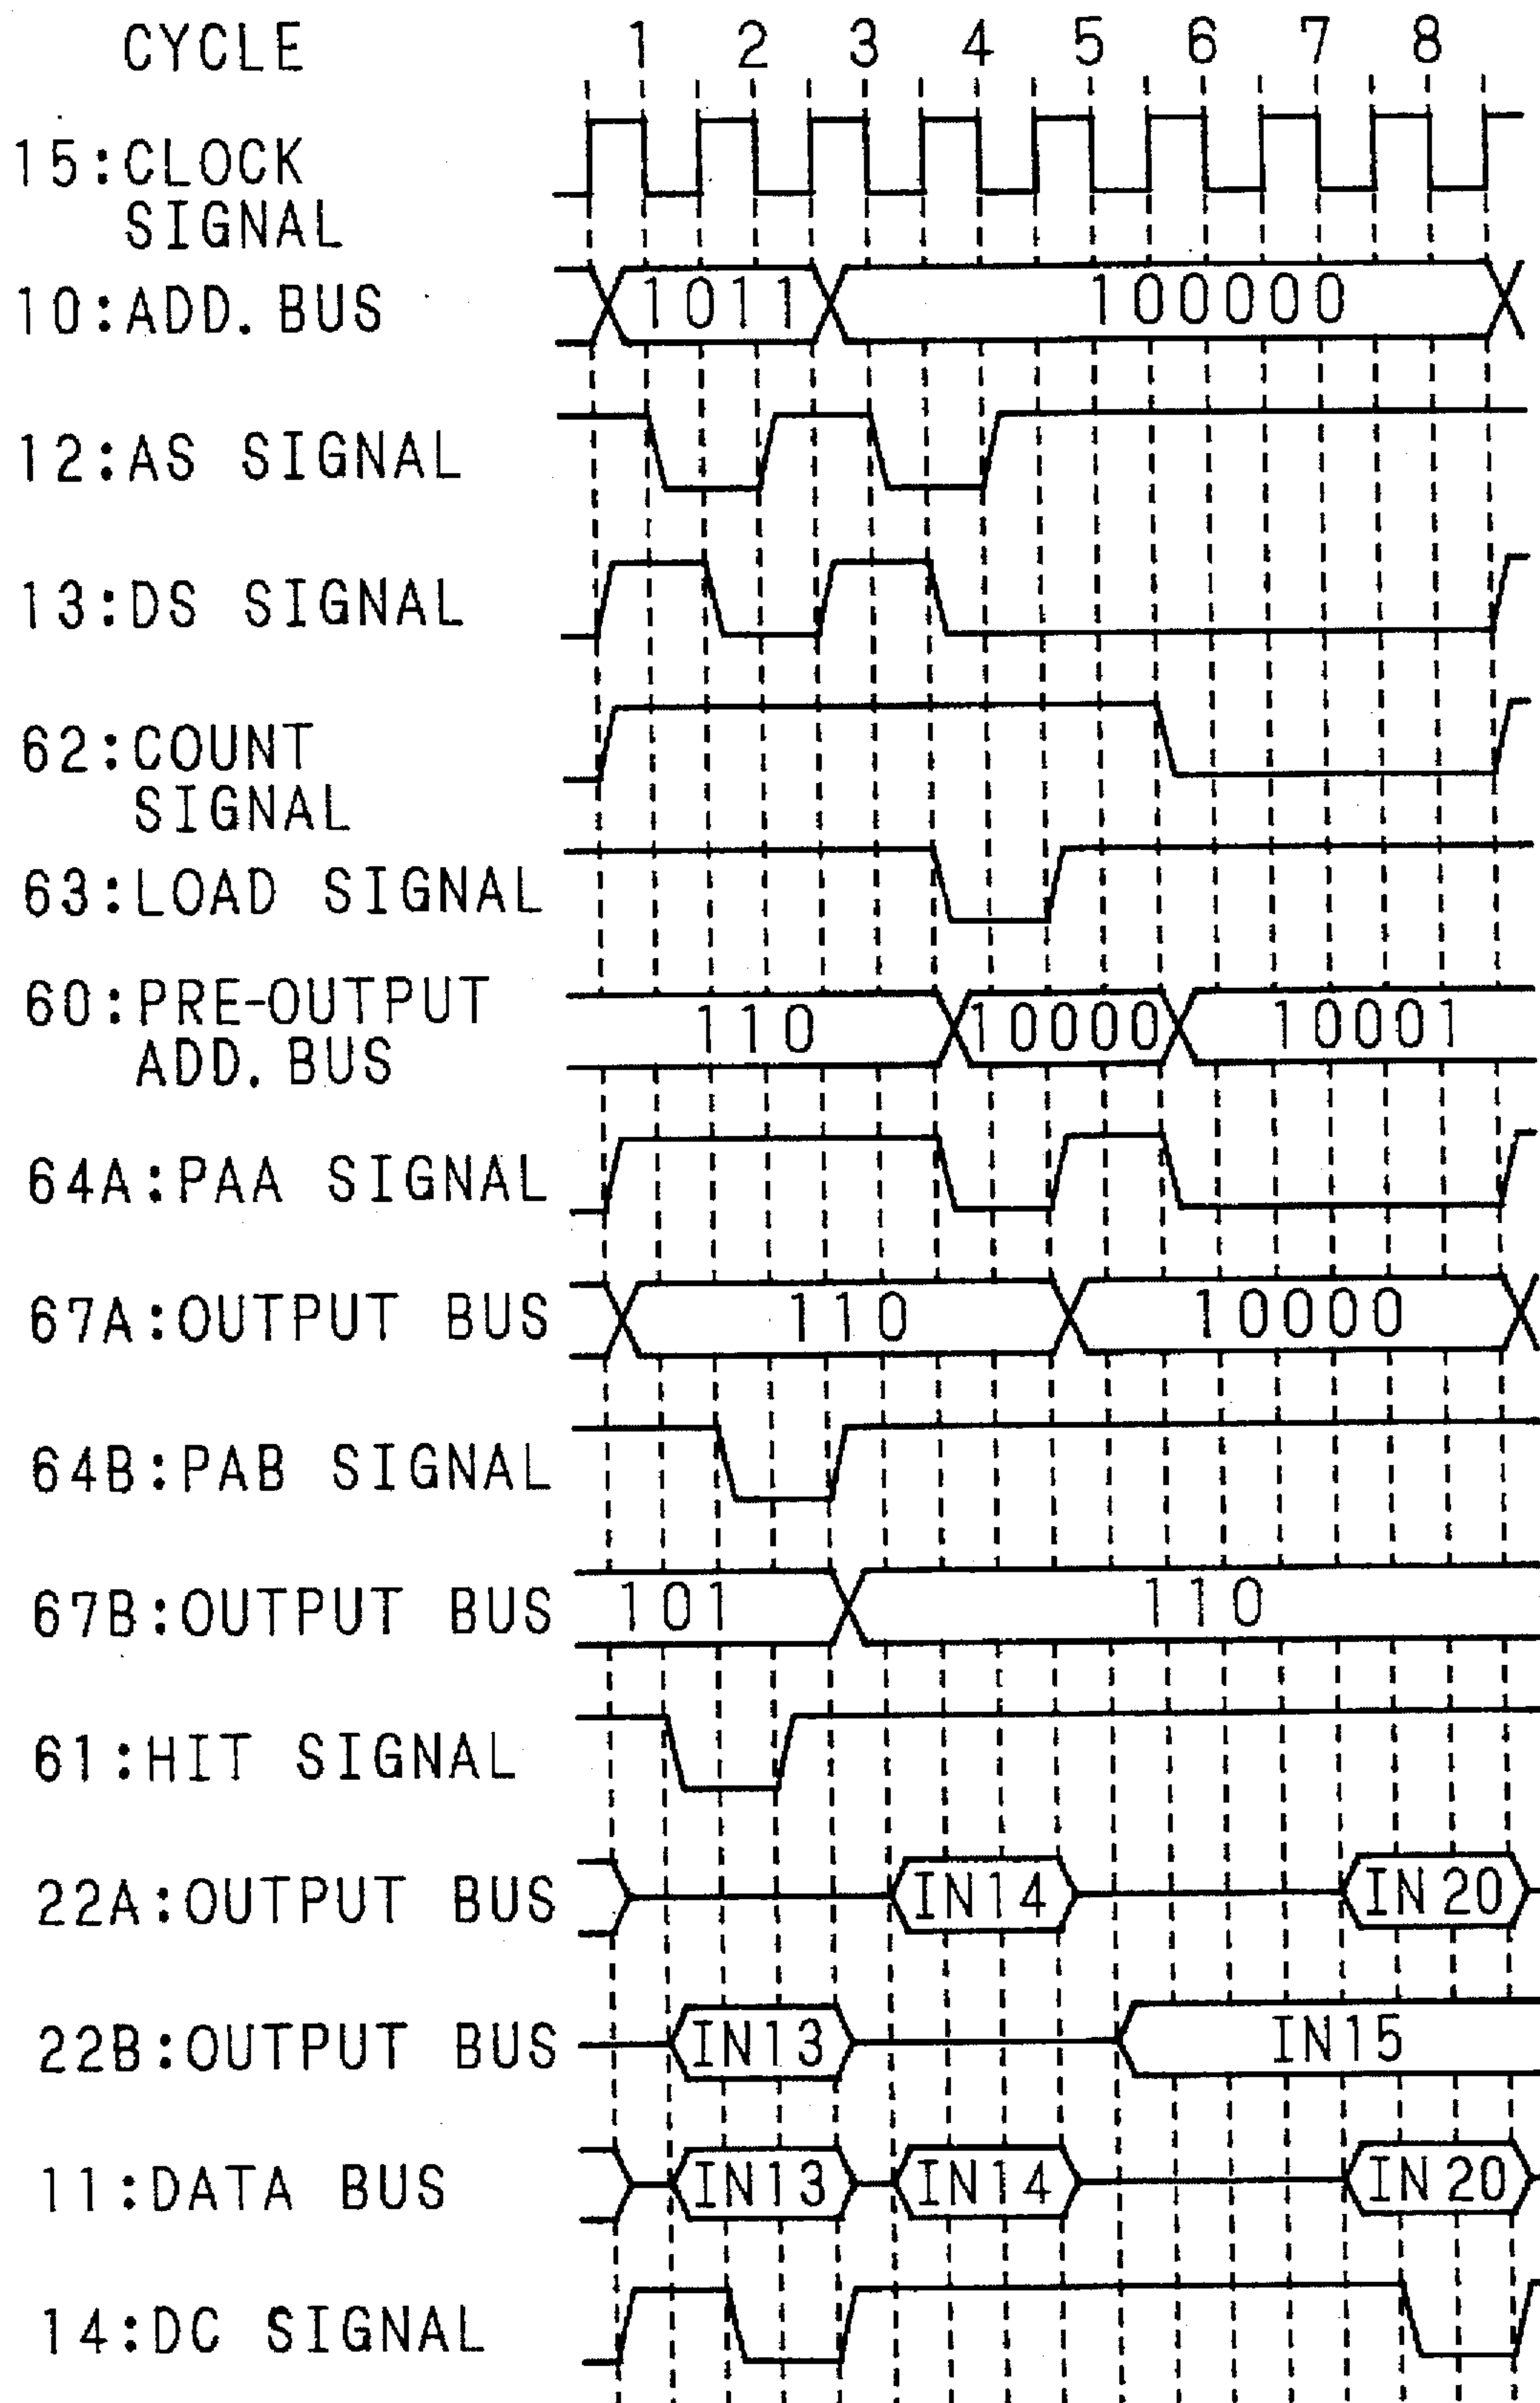 CYCLE 1 2 3 4 5 6 7 8
15:CLOCK
SIGNAL
10:ADD. BUS 1011 100000
12:AS SIGNAL
13:DS SIGNAL
62:COUNT
SIGNAL
63:LOAD SIGNAL
60:PRE-OUTPUT
ADD. BUS 110 10000 10001
64A:PAA SIGNAL
67A:OUTPUT BUS 110 10000
64B:PAB SIGNAL
67B:OUTPUT BUS 101 110
61:HIT SIGNAL
22A:OUTPUT BUS IN14 IN20
22B:OUTPUT BUS IN13 IN15
11:DATA BUS IN13 IN14 IN20
14:DC SIGNAL